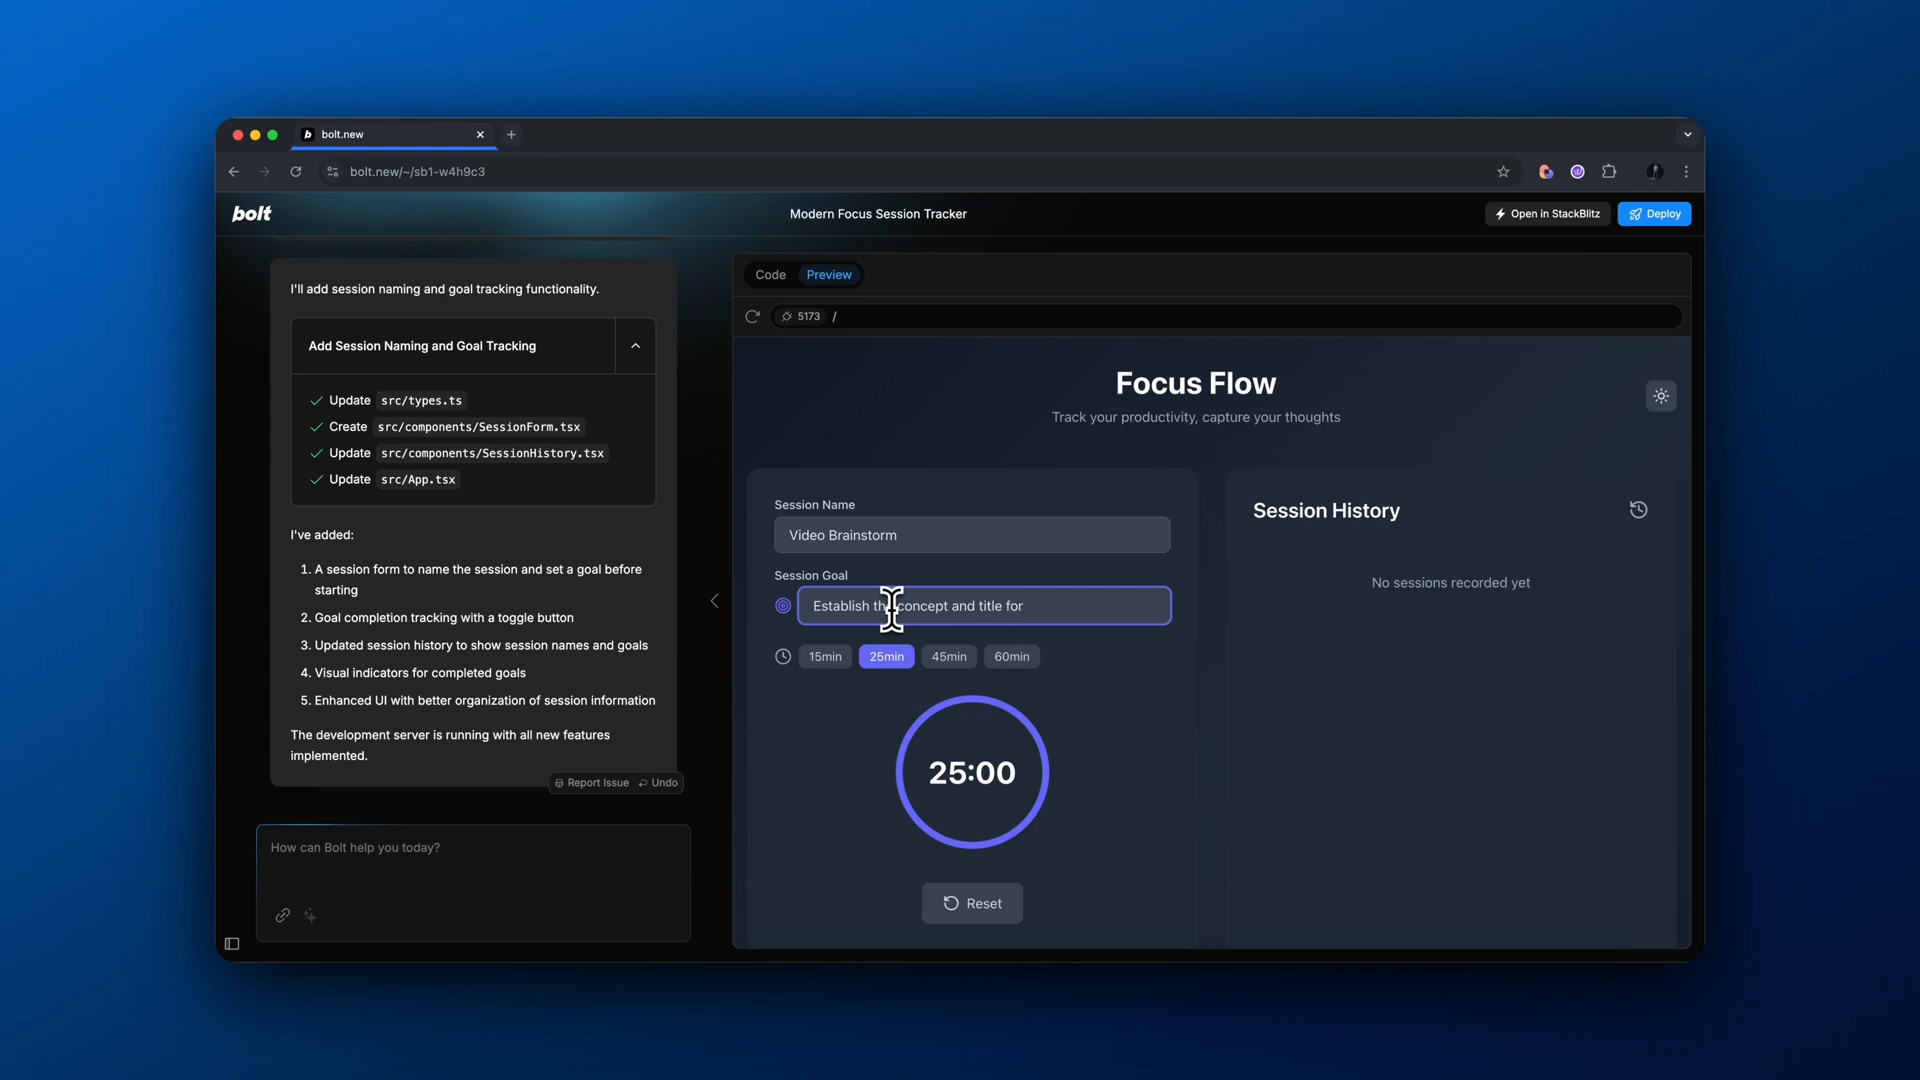 bolt.new
bolt.new/~/sb1-w4h9c3
bolt
Modern Focus Session Tracker
Open in StackBlitz
Deploy
I'll add session naming and goal tracking functionality.
Add Session Naming and Goal Tracking
Update src/types.ts
Create src/components/SessionForm.tsx
Update src/components/SessionHistory.tsx
Update src/App.tsx
I've added:
1. A session form to name the session and set a goal before
starting
2. Goal completion tracking with a toggle button
3. Updated session history to show session names and goals
4. Visual indicators for completed goals
5. Enhanced UI with better organization of session information
The development server is running with all new features
implemented.
Report Issue Undo
How can Bolt help you today?
Code Preview
5173 /
Focus Flow
Track your productivity, capture your thoughts
Session Name
Video Brainstorm
Session Goal
Establish the concept and title for
15min 25min 45min 60min
25:00
Reset
Session History
No sessions recorded yet